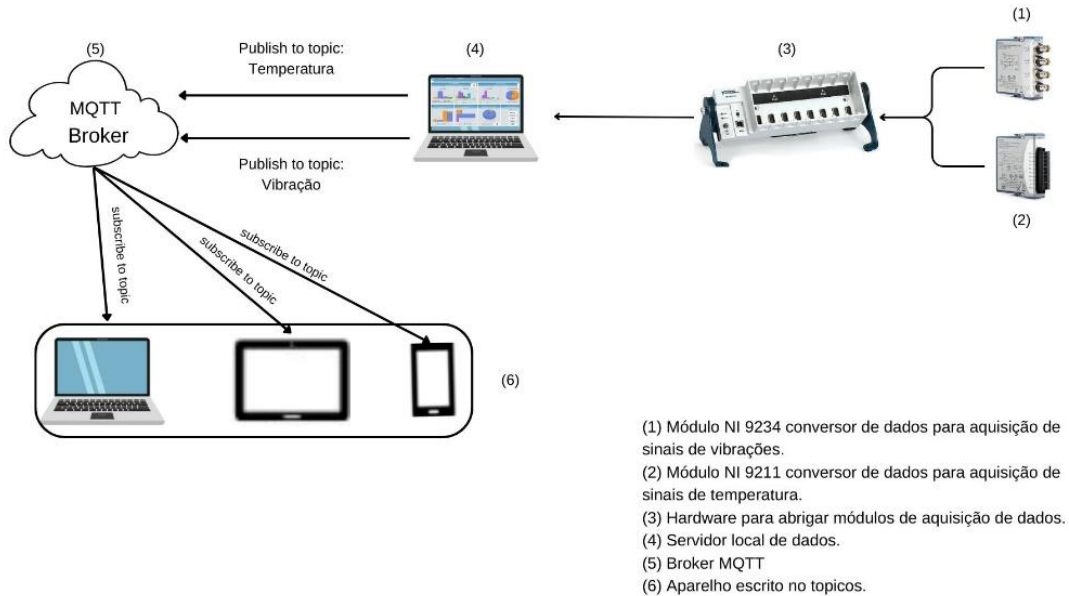 (1)
(5)
Publish to topic:
Temperatura
(4)
(3)
MQTT
Broker
Publish to topic:
Vibração
(2)
subscribe to topic
subscribe to topic
subscribe to topic
(6)
(1) Módulo NI 9234 conversor de dados para aquisição de
sinais de vibrações.
(2) Módulo NI 9211 conversor de dados para aquisição de
sinais de temperatura.
(3) Hardware para abrigar módulos de aquisição de dados.
(4) Servidor local de dados.
(5) Broker MQTT
(6) Aparelho escrito no topicos.